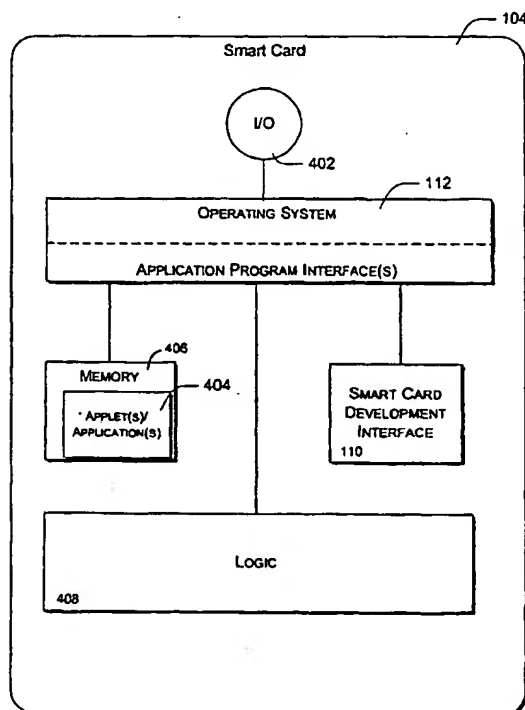 104
Smart Card
I/O
402
112
OPERATING SYSTEM
APPLICATION PROGRAM INTERFACE(S)
406
MEMORY
404
APPLET(S)/
APPLICATION(S)
SMART CARD
DEVELOPMENT
INTERFACE
110
LOGIC
408